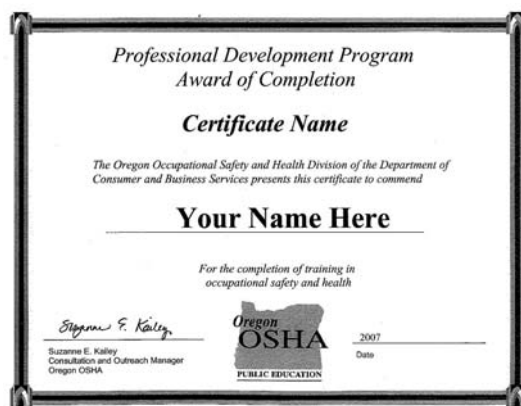 Professional Development Program
Award of Completion
Certificate Name
The Oregon Occupational Safety and Health Division of the Department of
Consumer and Business Services presents this certificate to commend
Your Name Here
For the completion of training in
occupational safety and health
Suzanne E. Kailey
Suzanne E. Kailey
Consultation and Outreach Manager
Oregon OSHA
Oregon
OSHA
PUBLIC EDUCATION
2007
Date